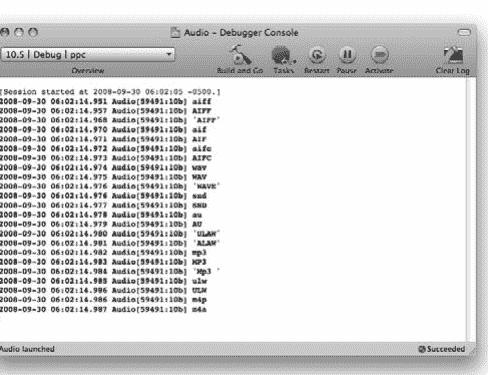 Audio – Debugger Console
10.5 | Debug | ppc
Overview
Build and Go
Tasks
Restart
Pause
Activate
Clear Log
[Session started at 2008-09-30 06:02:05 -0500.]
2008-09-30 06:02:14.951 Audio[59491:10b] aiff
2008-09-30 06:02:14.957 Audio[59491:10b] AIFF
2008-09-30 06:02:14.968 Audio[59491:10b] 'AIFF'
2008-09-30 06:02:14.970 Audio[59491:10b] aif
2008-09-30 06:02:14.971 Audio[59491:10b] AIF
2008-09-30 06:02:14.972 Audio[59491:10b] aifc
2008-09-30 06:02:14.973 Audio[59491:10b] AIFC
2008-09-30 06:02:14.974 Audio[59491:10b] wav
2008-09-30 06:02:14.975 Audio[59491:10b] WAV
2008-09-30 06:02:14.976 Audio[59491:10b] 'WAVE'
2008-09-30 06:02:14.976 Audio[59491:10b] snd
2008-09-30 06:02:14.977 Audio[59491:10b] SND
2008-09-30 06:02:14.978 Audio[59491:10b] au
2008-09-30 06:02:14.979 Audio[59491:10b] AU
2008-09-30 06:02:14.980 Audio[59491:10b] 'ULAW'
2008-09-30 06:02:14.981 Audio[59491:10b] 'ALAW'
2008-09-30 06:02:14.982 Audio[59491:10b] mp3
2008-09-30 06:02:14.983 Audio[59491:10b] MP3
2008-09-30 06:02:14.984 Audio[59491:10b] 'Mp3 '
2008-09-30 06:02:14.985 Audio[59491:10b] ulw
2008-09-30 06:02:14.986 Audio[59491:10b] ULW
2008-09-30 06:02:14.986 Audio[59491:10b] m4p
2008-09-30 06:02:14.987 Audio[59491:10b] m4a
Audio launched
Succeeded